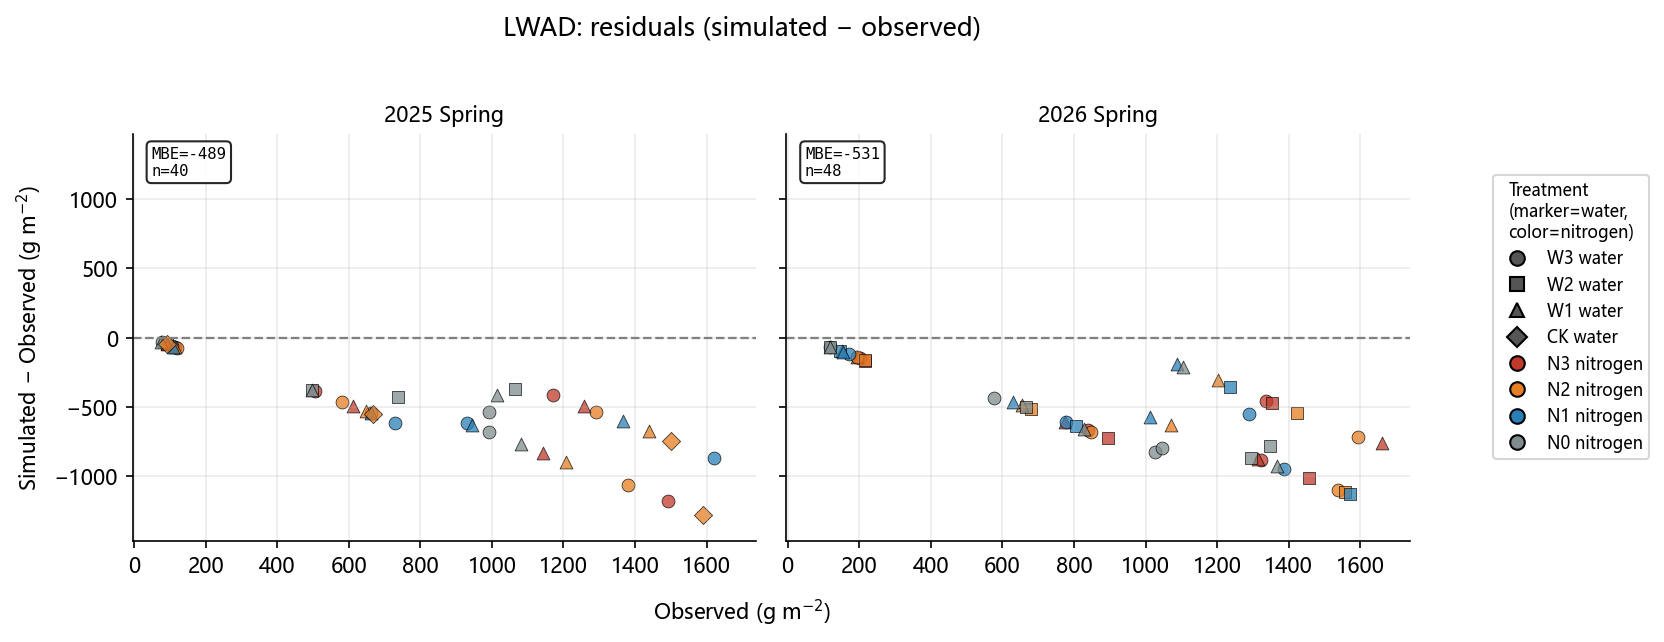 LWAD: residuals (simulated − observed)
2025 Spring
2026 Spring
MBE=-489
n=40
MBE=-531
n=48
Simulated − Observed (g m⁻²)
1000
500
0
−500
−1000
0 200 400 600 800 1000 1200 1400 1600
0 200 400 600 800 1000 1200 1400 1600
Observed (g m⁻²)
Treatment
(marker=water,
color=nitrogen)
W3 water
W2 water
W1 water
CK water
N3 nitrogen
N2 nitrogen
N1 nitrogen
N0 nitrogen